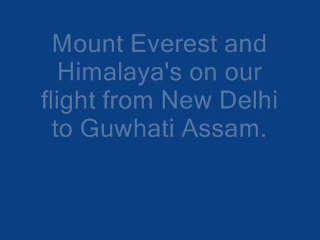 Mount Everest and
Himalaya's on our
flight from New Delhi
to Guwhati Assam.